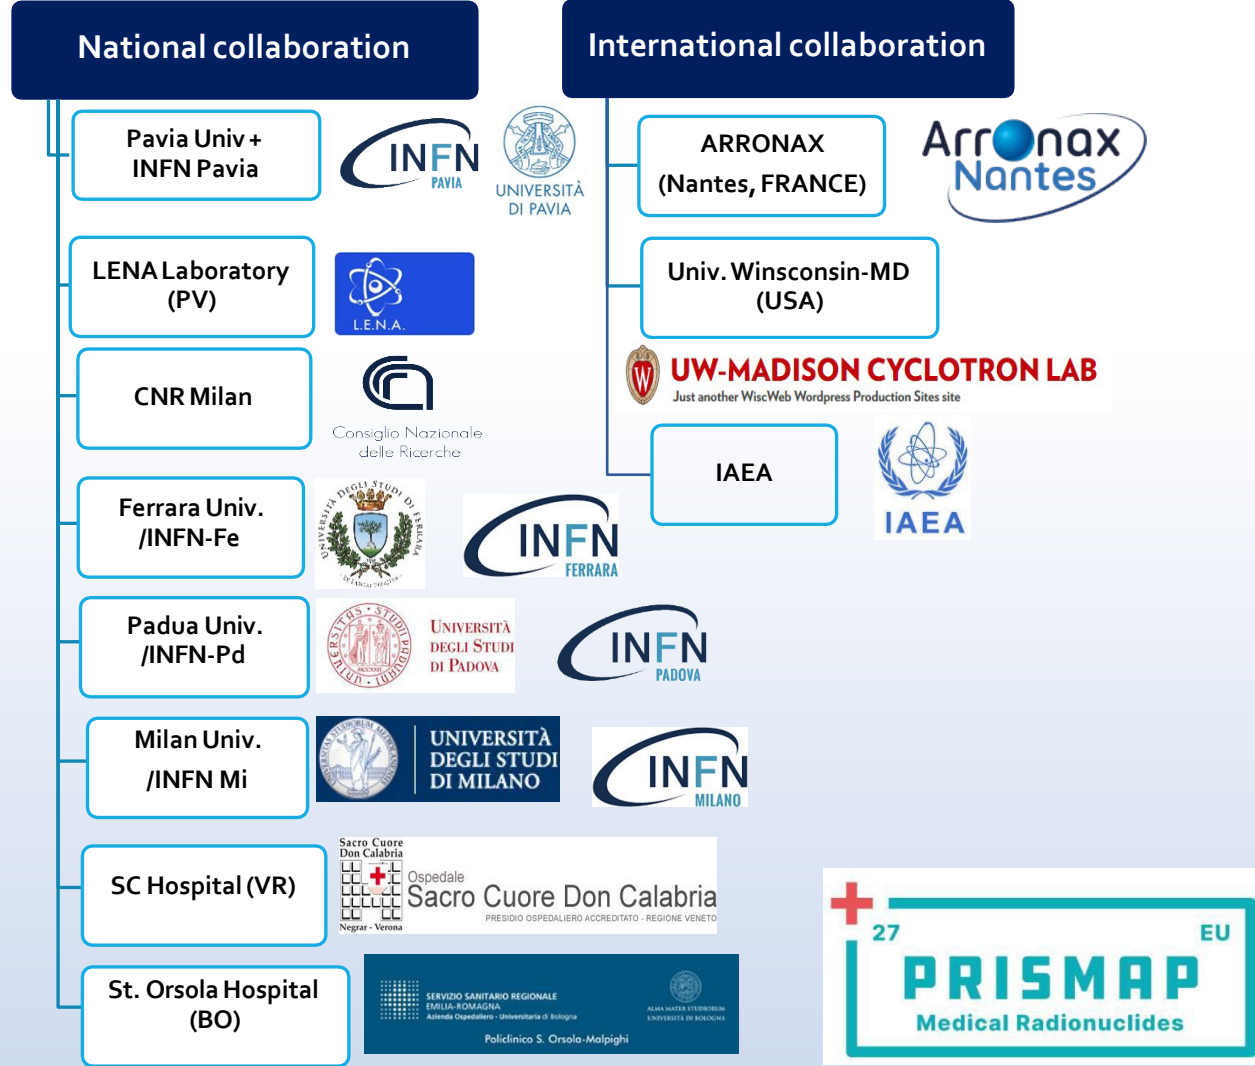 National collaboration
Pavia Univ +
INFN Pavia
INFN
PAVIA
UNIVERSITÀ
DI PAVIA
LENA Laboratory
(PV)
L.E.N.A.
CNR Milan
Consiglio Nazionale
delle Ricerche
Ferrara Univ.
/INFN-Fe
UNIVERSITÀ DEGLI STUDI DI FERRARA
INFN
FERRARA
Padua Univ.
/INFN-Pd
UNIVERSITÀ
DEGLI STUDI
DI PADOVA
INFN
PADOVA
Milan Univ.
/INFN Mi
UNIVERSITÀ
DEGLI STUDI
DI MILANO
INFN
MILANO
SC Hospital (VR)
Sacro Cuore
Don Calabria
Negrar - Verona
Ospedale
Sacro Cuore Don Calabria
PRESIDIO OSPEDALIERO ACCREDITATO - REGIONE VENETO
St. Orsola Hospital
(BO)
SERVIZIO SANITARIO REGIONALE
EMILIA-ROMAGNA
Azienda Ospedaliero - Universitaria di Bologna
ALMA MATER STUDIORUM
UNIVERSITÀ DI BOLOGNA
Policlinico S. Orsola-Malpighi
International collaboration
ARRONAX
(Nantes, FRANCE)
Arronax
Nantes
Univ. Winsconsin-MD
(USA)
W
UW-MADISON CYCLOTRON LAB
Just another WiscWeb Wordpress Production Sites site
IAEA
IAEA
27
EU
PRISMAP
Medical Radionuclides